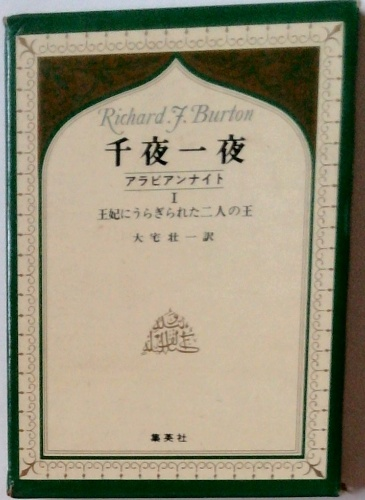 Richard F. Burton
千夜一夜
アラビアンナイト
I
王妃にうらぎられた二人の王
大宅壮一訳
集英社